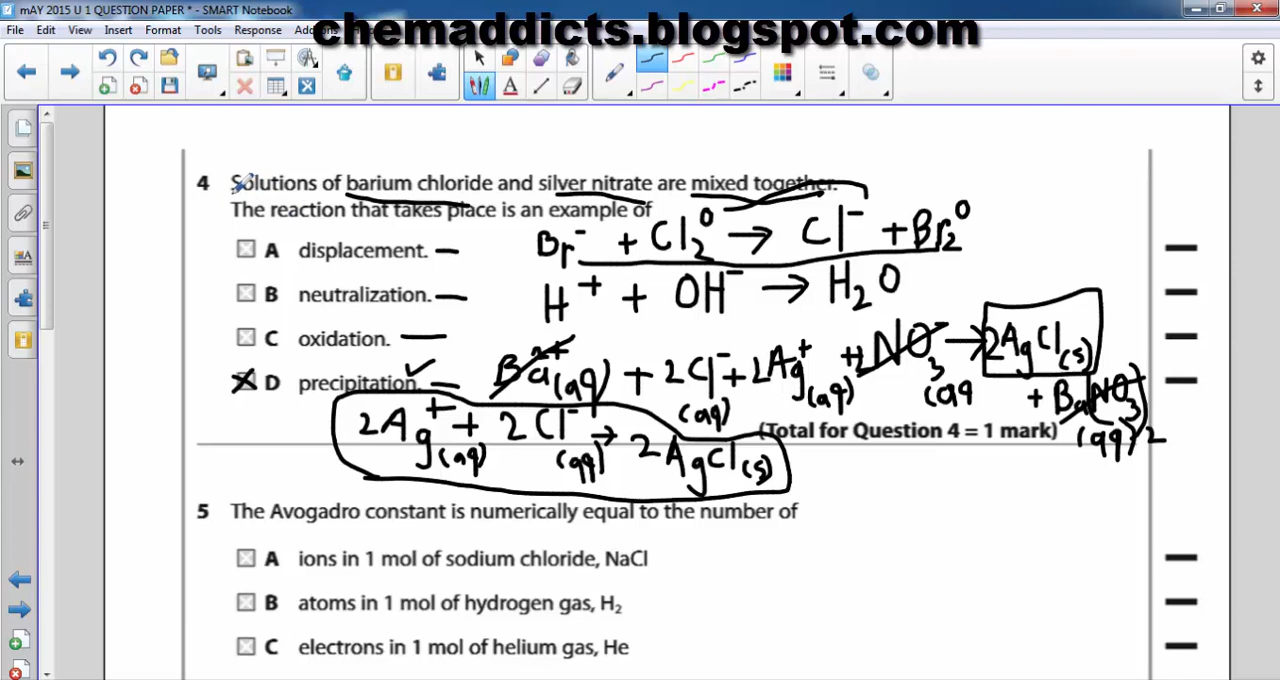 mAY 2015 U 1 QUESTION PAPER * - SMART Notebook
chemaddicts.blogspot.com
File Edit View Insert Format Tools Response
4 Solutions of barium chloride and silver nitrate are mixed together.
The reaction that takes place is an example of
Br⁻ + Cl₂⁰ → Cl⁻ + Br₂⁰
A displacement.
H⁺ + OH⁻ → H₂O
B neutralization.
C oxidation.
Ba²⁺(aq) + 2Cl⁻(aq) + 2Ag⁺(aq) + 2NO₃⁻(aq → 2AgCl(s)
+ Ba(NO₃)₂(aq)
D precipitation.
2Ag⁺(aq) + 2Cl⁻(aq) → 2AgCl(s)
(Total for Question 4 = 1 mark)
5 The Avogadro constant is numerically equal to the number of
A ions in 1 mol of sodium chloride, NaCl
B atoms in 1 mol of hydrogen gas, H₂
C electrons in 1 mol of helium gas, He